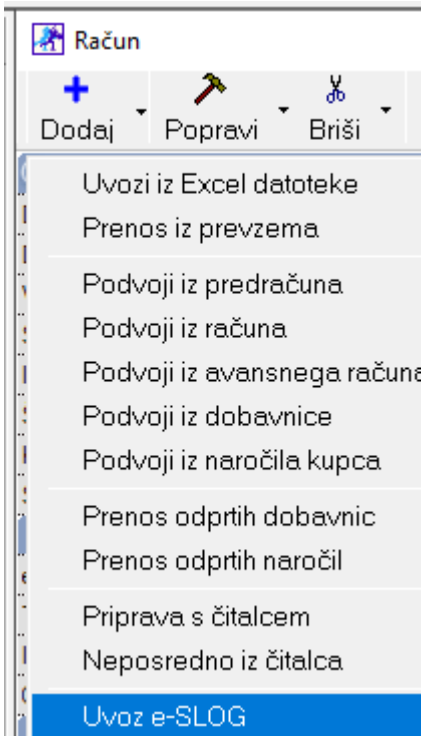 Račun
Dodaj Popravi Briši
Uvozi iz Excel datoteke
Prenos iz prevzema
Podvoji iz predračuna
Podvoji iz računa
Podvoji iz avansnega računa
Podvoji iz dobavnice
Podvoji iz naročila kupca
Prenos odprtih dobavnic
Prenos odprtih naročil
Priprava s čitalcem
Neposredno iz čitalca
Uvoz e-SLOG